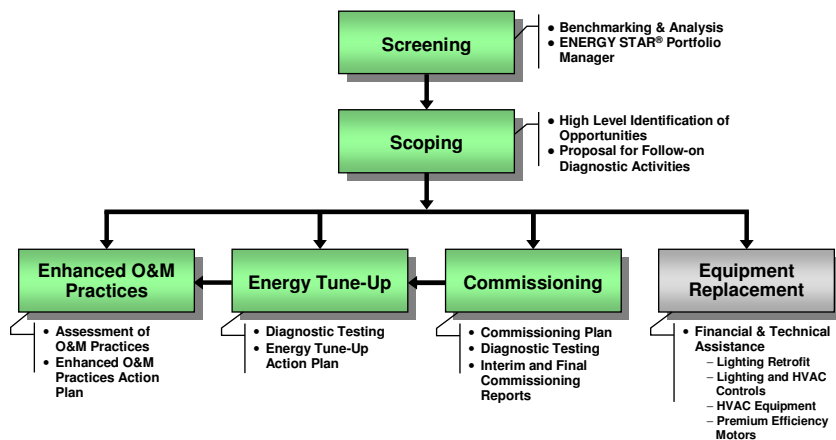 Screening
● Benchmarking & Analysis
● ENERGY STAR® Portfolio
Manager
Scoping
● High Level Identification of
Opportunities
● Proposal for Follow-on
Diagnostic Activities
Enhanced O&M
Practices
● Assessment of
O&M Practices
● Enhanced O&M
Practices Action
Plan
Energy Tune-Up
● Diagnostic Testing
● Energy Tune-Up
Action Plan
Commissioning
● Commissioning Plan
● Diagnostic Testing
● Interim and Final
Commissioning
Reports
Equipment
Replacement
● Financial & Technical
Assistance
– Lighting Retrofit
– Lighting and HVAC
Controls
– HVAC Equipment
– Premium Efficiency
Motors